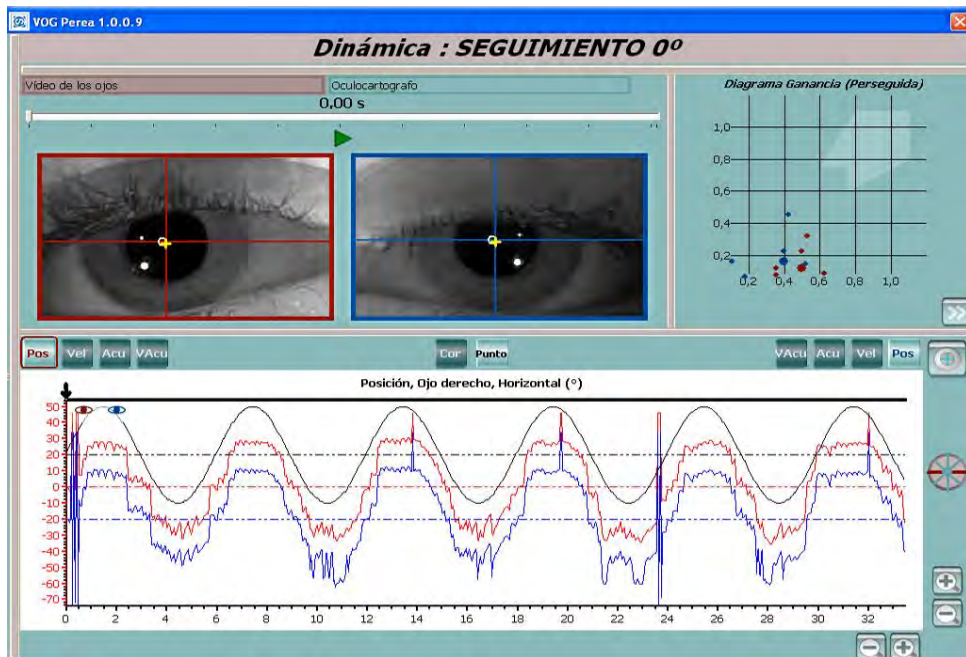 VOG Perea 1.0.0.9
Dinámica : SEGUIMIENTO 0º
Vídeo de los ojos
Oculocartografo
0,00 s
Diagrama Ganancia (Perseguida)
1,0
0,8
0,6
0,4
0,2
0,2 0,4 0,6 0,8 1,0
Pos Vel Acu VAcu Cor Punto VAcu Acu Vel Pos
Posición, Ojo derecho, Horizontal (º)
50
40
30
20
10
0
-10
-20
-30
-40
-50
-60
-70
0 2 4 6 8 10 12 14 16 18 20 22 24 26 28 30 32